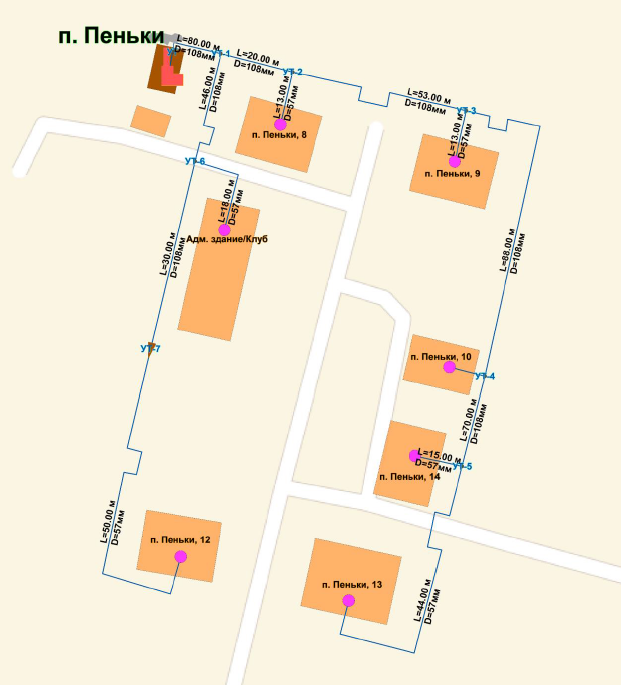 п. Пеньки
L=80.00 м
D=108мм
УТ-1
L=20.00 м
D=108мм
УТ-2
L=46.00 м
D=108мм
L=13.00 м
D=57мм
п. Пеньки, 8
L=53.00 м
D=108мм
УТ-3
L=13.00 м
D=57мм
п. Пеньки, 9
УТ-6
L=18.00 м
D=57мм
Адм. здание/Клуб
L=30.00 м
D=108мм
L=88.00 м
D=108мм
УТ-7
п. Пеньки, 10
УТ-4
L=70.00 м
D=108мм
L=15.00 м
D=57мм
УТ-5
п. Пеньки, 14
L=50.00 м
D=57мм
п. Пеньки, 12
п. Пеньки, 13
L=44.00 м
D=57мм